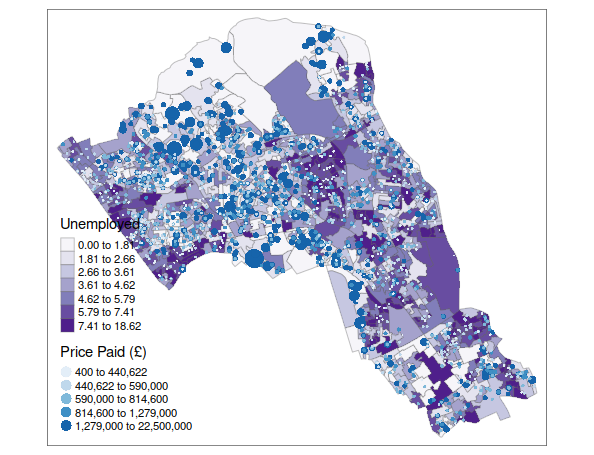 Unemployed
0.00 to 1.81
1.81 to 2.66
2.66 to 3.61
3.61 to 4.62
4.62 to 5.79
5.79 to 7.41
7.41 to 18.62
Price Paid (£)
400 to 440,622
440,622 to 590,000
590,000 to 814,600
814,600 to 1,279,000
1,279,000 to 22,500,000